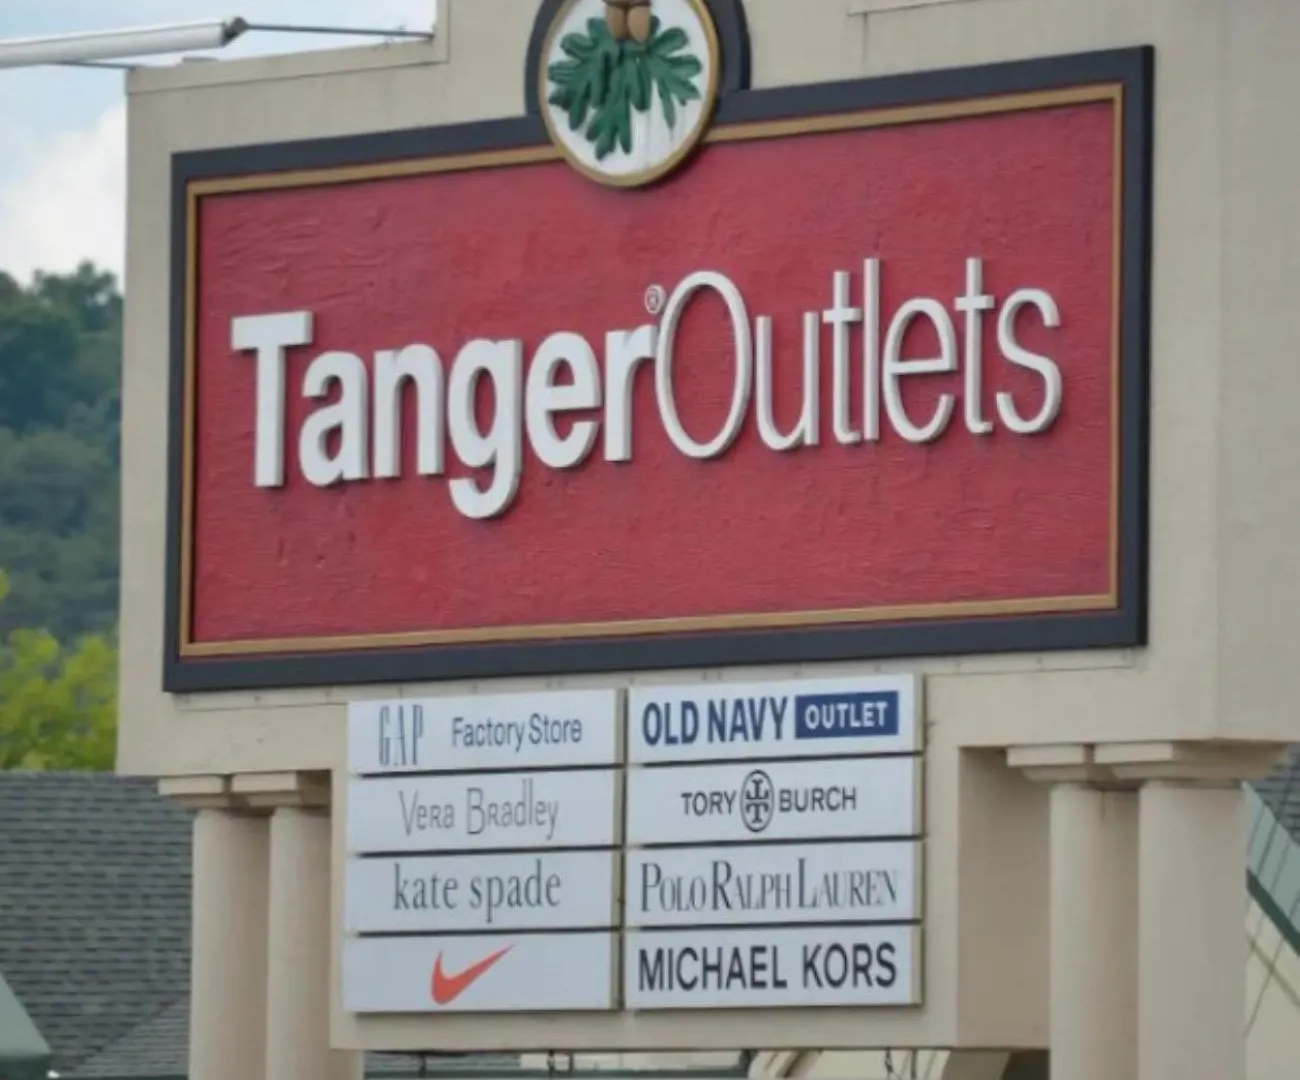 Tanger®Outlets
GAP Factory Store
OLD NAVY OUTLET
Vera Bradley
TORY BURCH
kate spade
POLO RALPH LAUREN
MICHAEL KORS